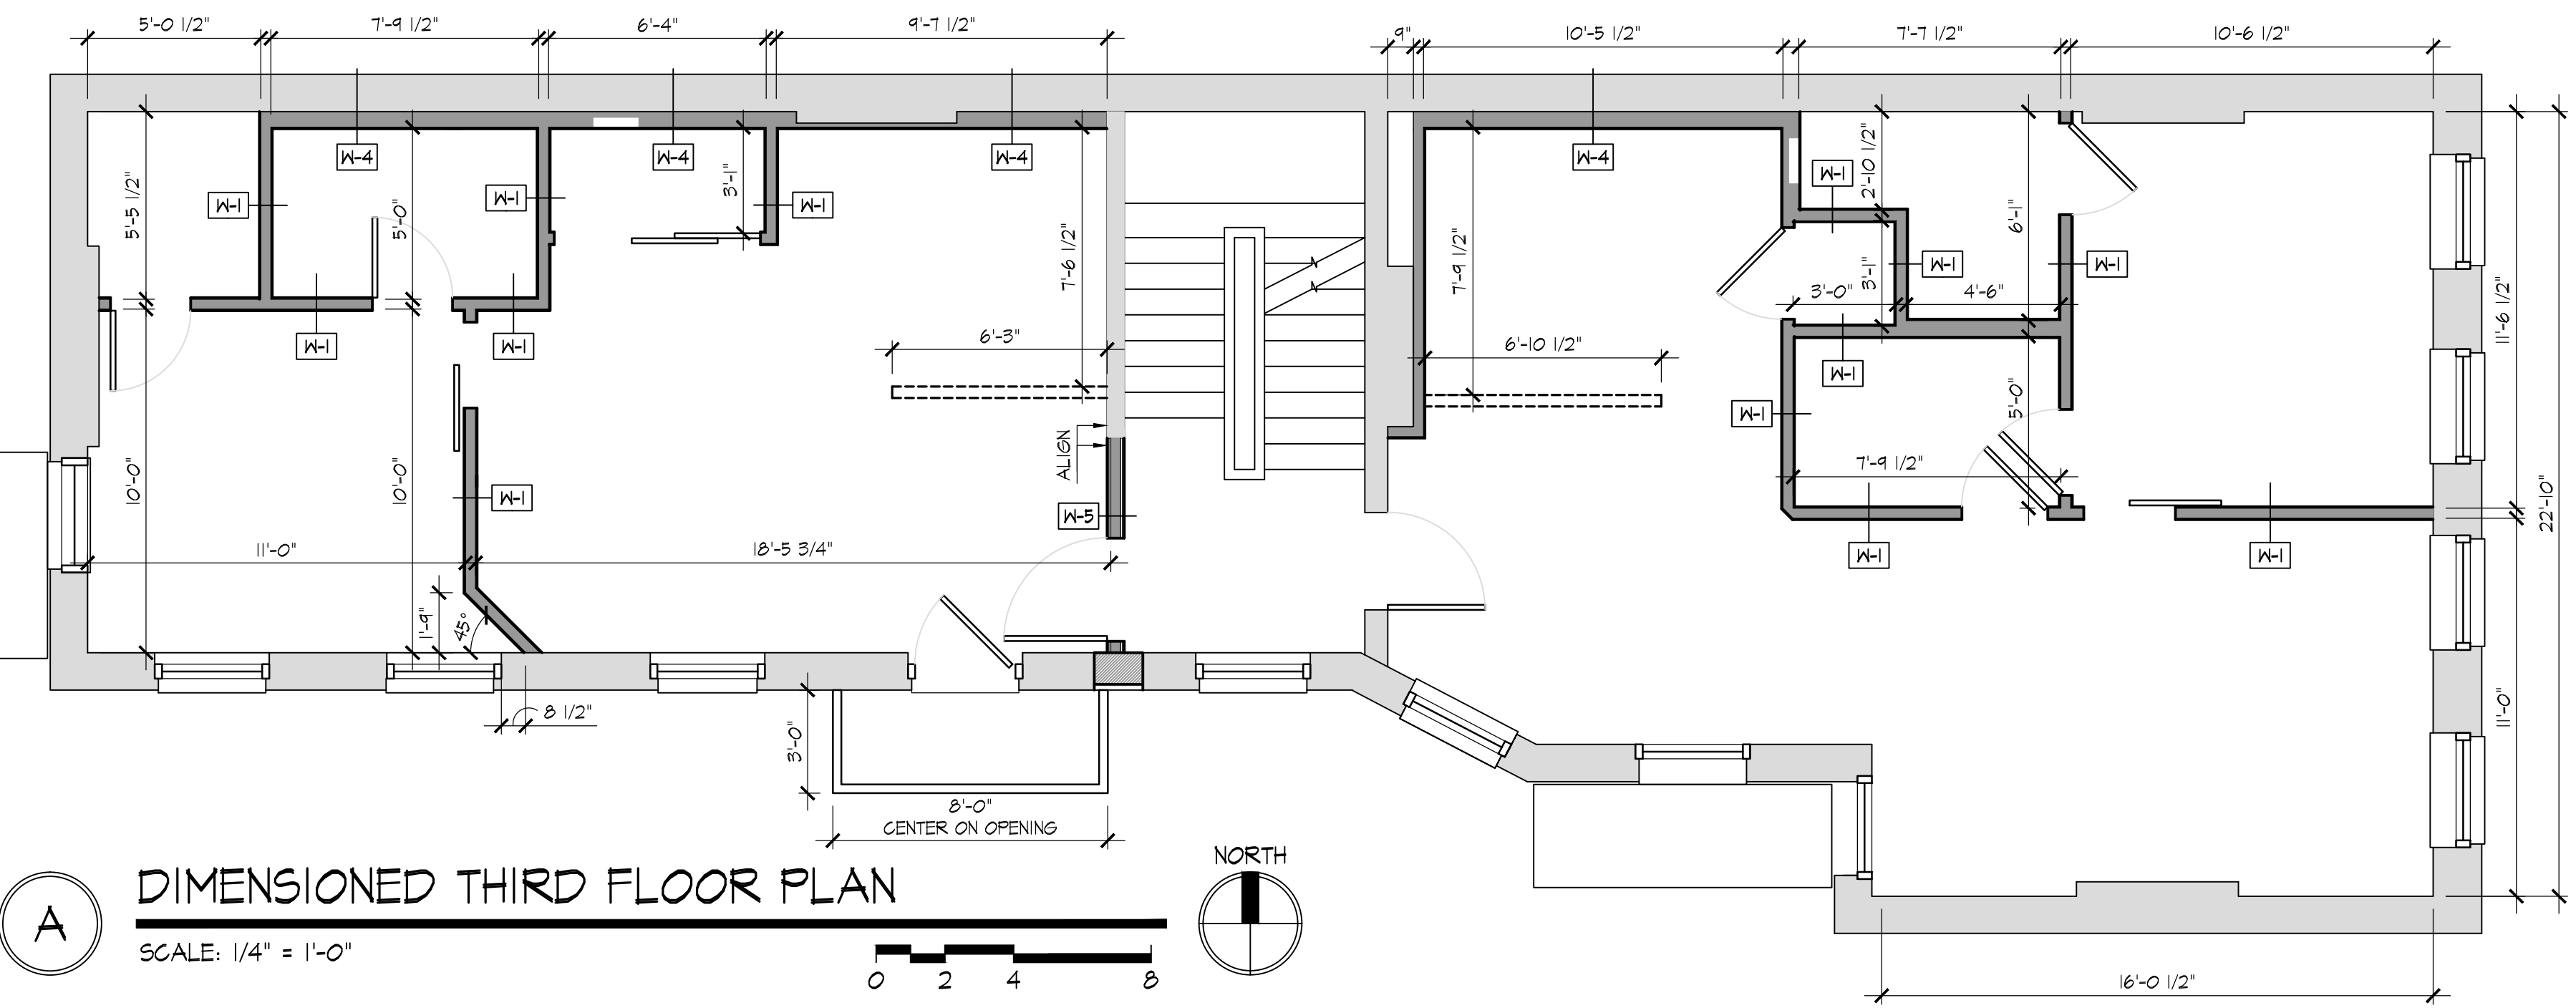 5'-0 1/2" 7'-9 1/2" 6'-4" 9'-7 1/2" 9" 10'-5 1/2" 7'-7 1/2" 10'-6 1/2"
W-4 W-4 W-4 W-4
5'-5 1/2" W-1 5'-0" W-1 3'-1" W-1 7'-6 1/2" 7'-9 1/2" W-1 2'-10 1/2" 6'-1"
3'-1" W-1 W-1
3'-0" 4'-6" 11'-6 1/2"
W-1 W-1 6'-3" 6'-10 1/2"
W-1
W-1 5'-0"
ALIGN
10'-0" 10'-0" W-1 7'-9 1/2"
W-5 22'-10"
11'-0" 18'-5 3/4" W-1 W-1
1'-9" 45°
8 1/2" 3'-0" 11'-0"
8'-0"
CENTER ON OPENING
NORTH
A
DIMENSIONED THIRD FLOOR PLAN
SCALE: 1/4" = 1'-0"
0 2 4 8
16'-0 1/2"